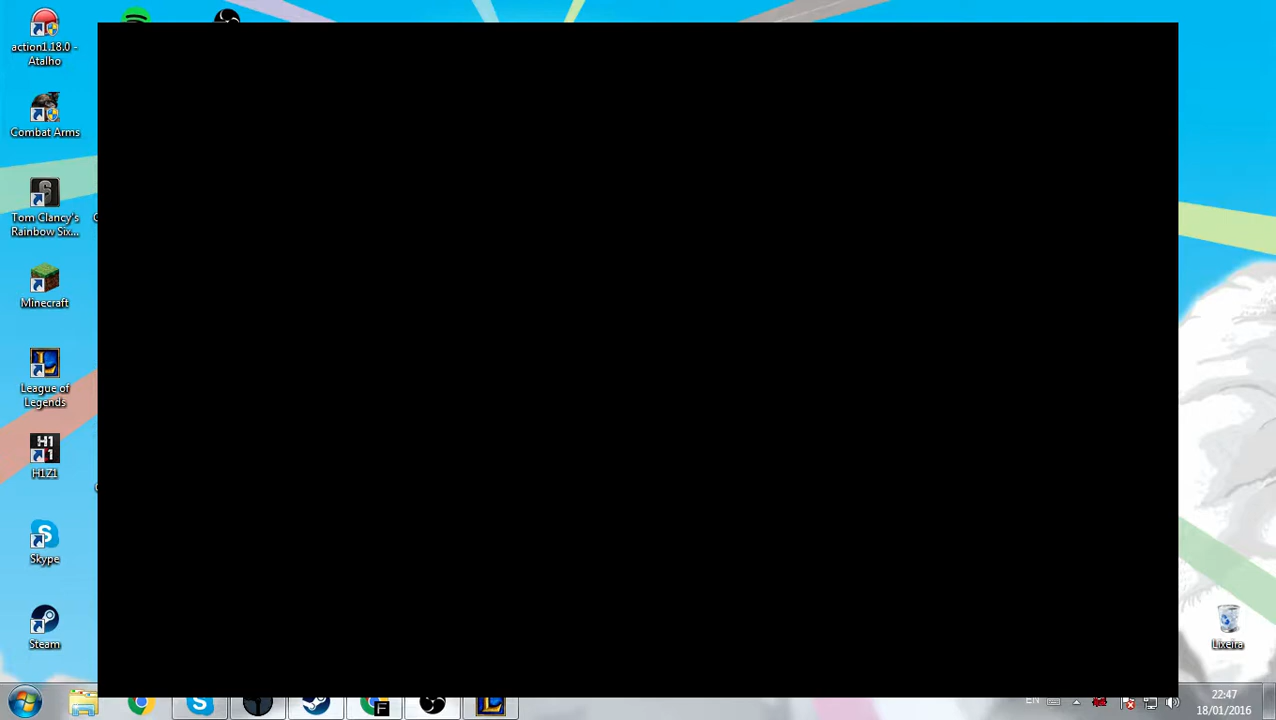 action1.18.0 -
Atalho
Combat Arms
Tom Clancy's
Rainbow Six...
Minecraft
League of
Legends
H1Z1
Skype
Steam
Lixeira
EN
22:47
18/01/2016